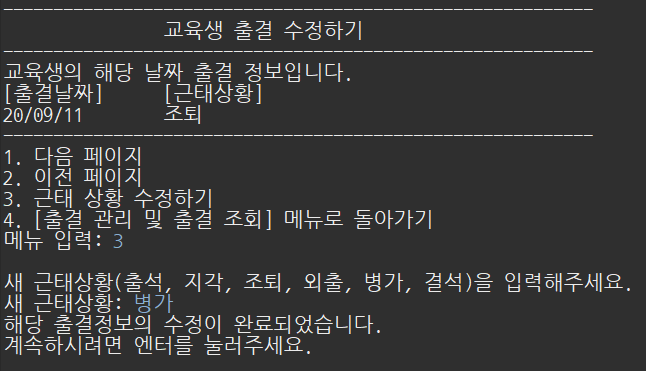 ------------------------------------------------------------
교육생 출결 수정하기
------------------------------------------------------------
교육생의 해당 날짜 출결 정보입니다.
[출결날짜] [근태상황]
20/09/11 조퇴
------------------------------------------------------------
1. 다음 페이지
2. 이전 페이지
3. 근태 상황 수정하기
4. [출결 관리 및 출결 조회] 메뉴로 돌아가기
메뉴 입력: 3
새 근태상황(출석, 지각, 조퇴, 외출, 병가, 결석)을 입력해주세요.
새 근태상황: 병가
해당 출결정보의 수정이 완료되었습니다.
계속하시려면 엔터를 눌러주세요.